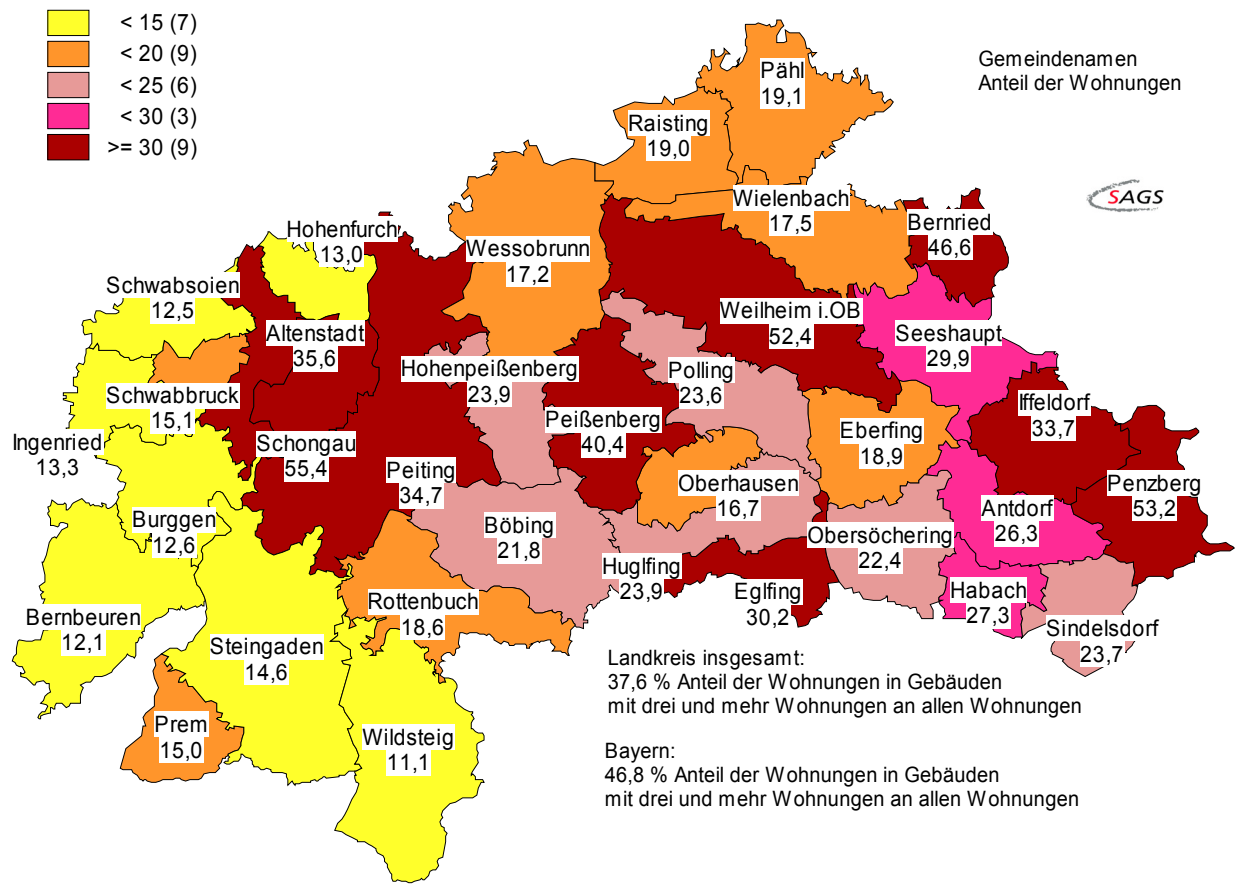 < 15 (7)
< 20 (9)
< 25 (6)
< 30 (3)
>= 30 (9)
Gemeindenamen
Anteil der Wohnungen
SAGS
Pähl
19,1
Raisting
19,0
Wielenbach
17,5
Bernried
46,6
Hohenfurch
13,0
Wessobrunn
17,2
Schwabsoien
12,5
Altenstadt
35,6
Weilheim i.OB
52,4
Seeshaupt
29,9
Hohenpeißenberg
23,9
Polling
23,6
Schwabbruck
15,1
Peißenberg
40,4
Iffeldorf
33,7
Ingenried
13,3
Schongau
55,4
Eberfing
18,9
Peiting
34,7
Oberhausen
16,7
Penzberg
53,2
Burggen
12,6
Böbing
21,8
Antdorf
26,3
Obersöchering
22,4
Huglfing
23,9
Eglfing
30,2
Habach
27,3
Bernbeuren
12,1
Rottenbuch
18,6
Sindelsdorf
23,7
Steingaden
14,6
Prem
15,0
Wildsteig
11,1
Landkreis insgesamt:
37,6 % Anteil der Wohnungen in Gebäuden
mit drei und mehr Wohnungen an allen Wohnungen
Bayern:
46,8 % Anteil der Wohnungen in Gebäuden
mit drei und mehr Wohnungen an allen Wohnungen